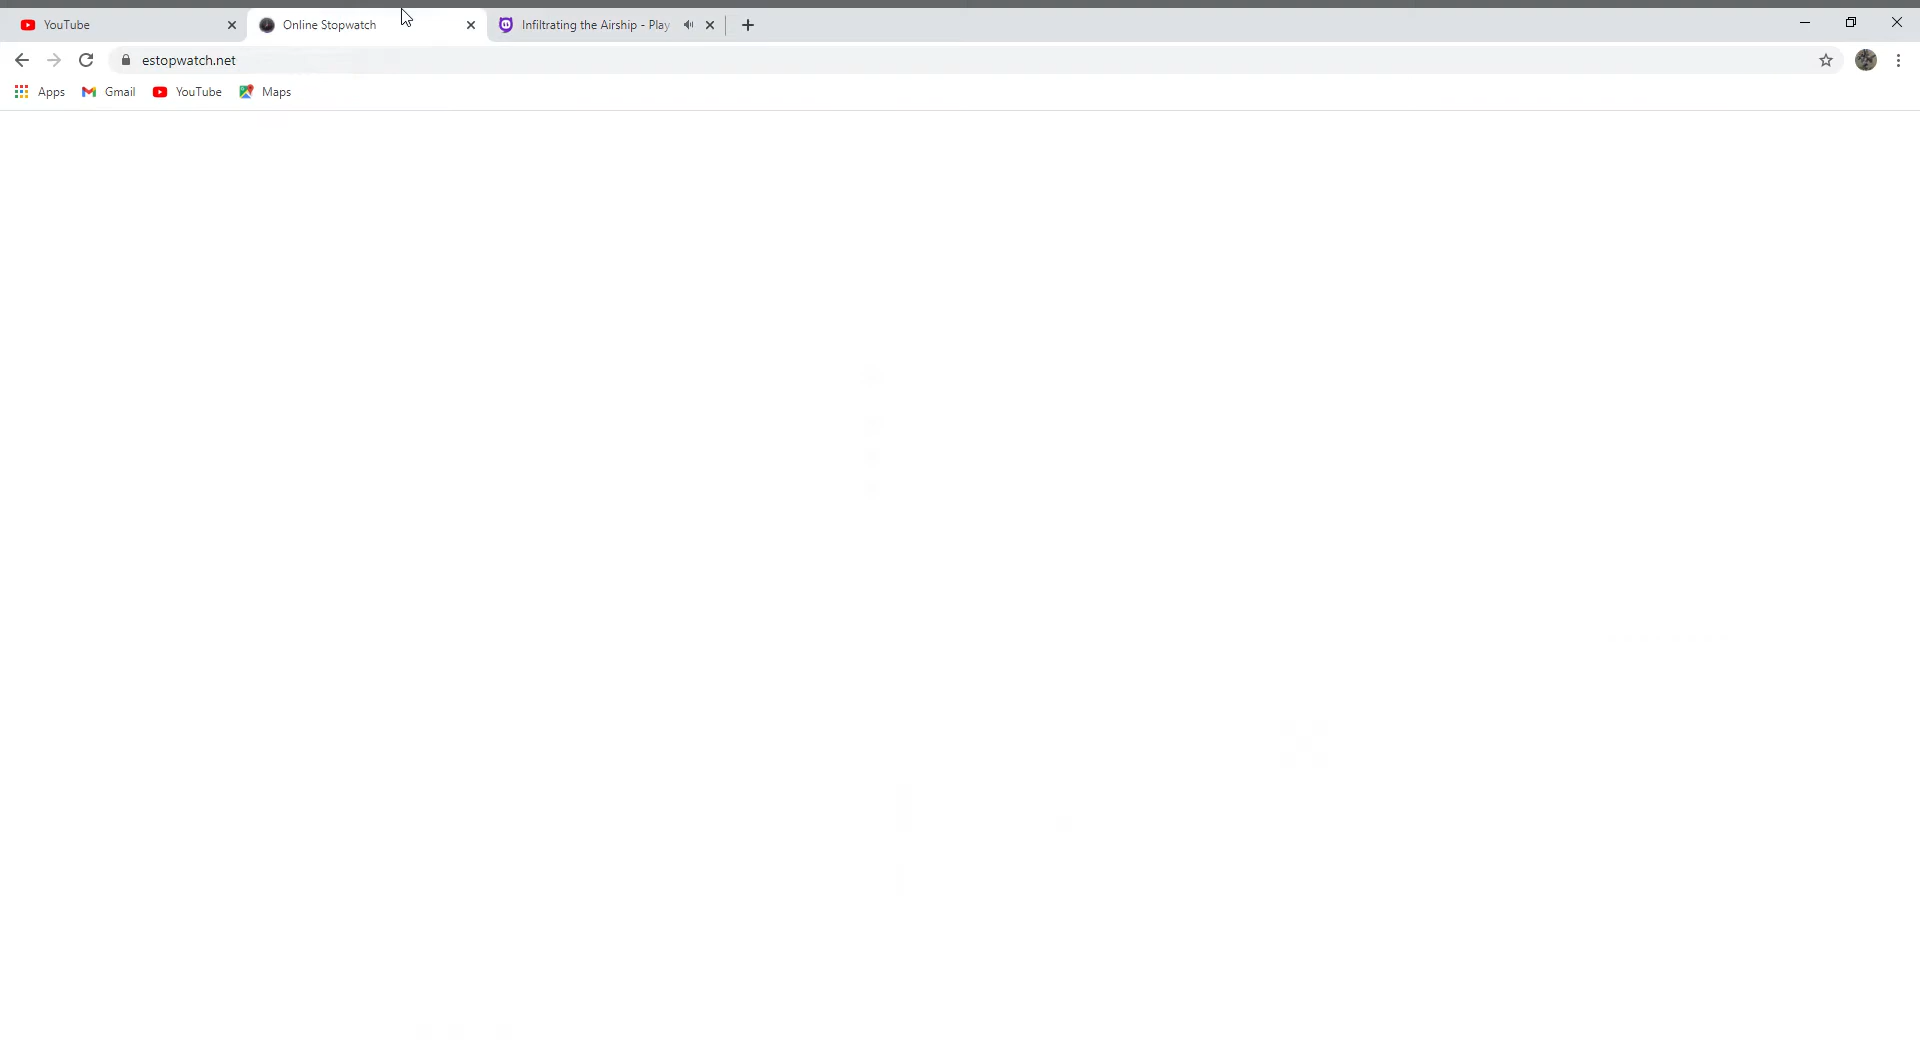 YouTube Online Stopwatch Infiltrating the Airship - Play
estopwatch.net
Apps Gmail YouTube Maps